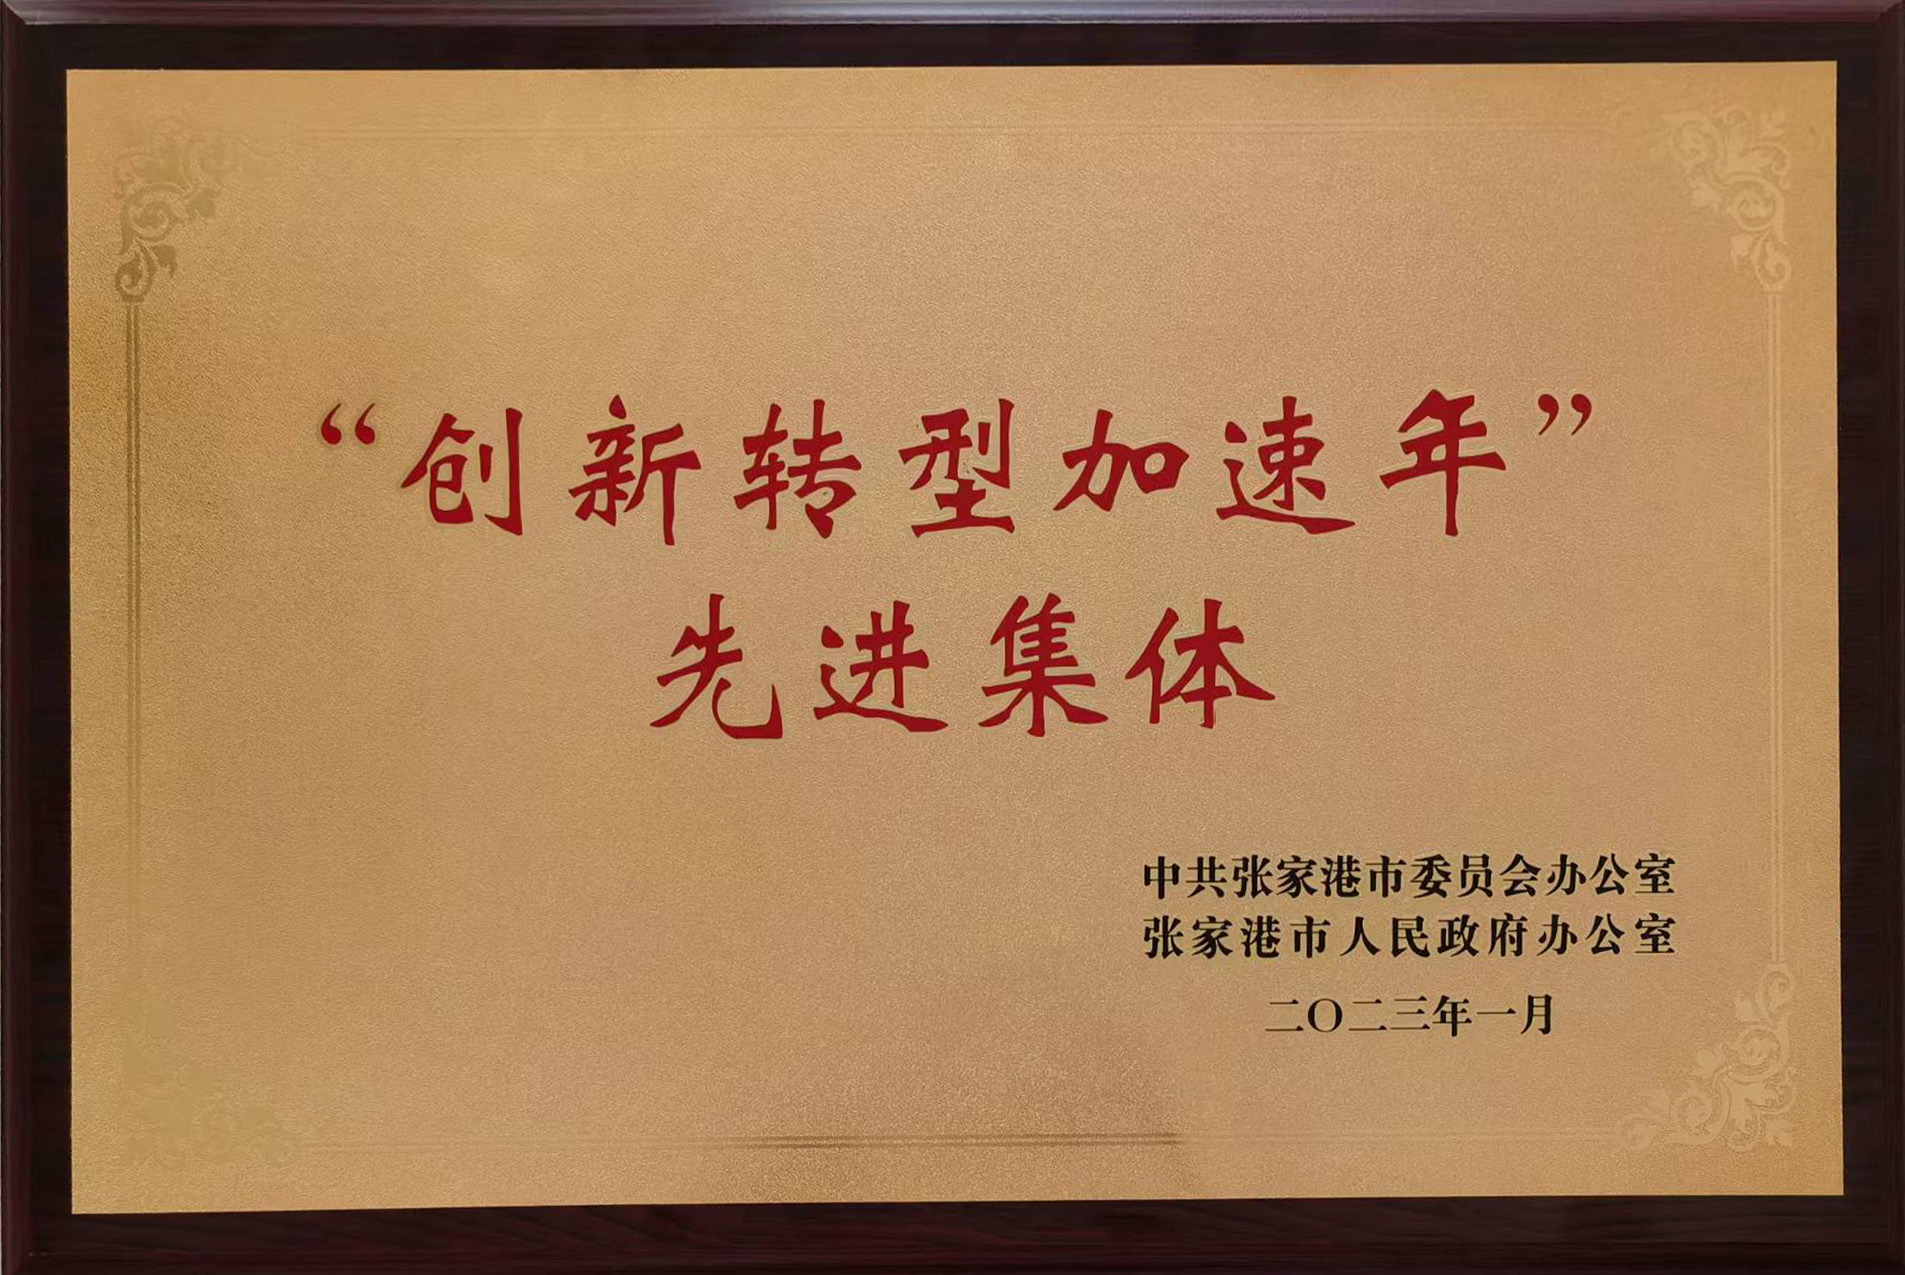 “创新转型加速年”
先进集体
中共张家港市委员会办公室
张家港市人民政府办公室
二〇二三年一月